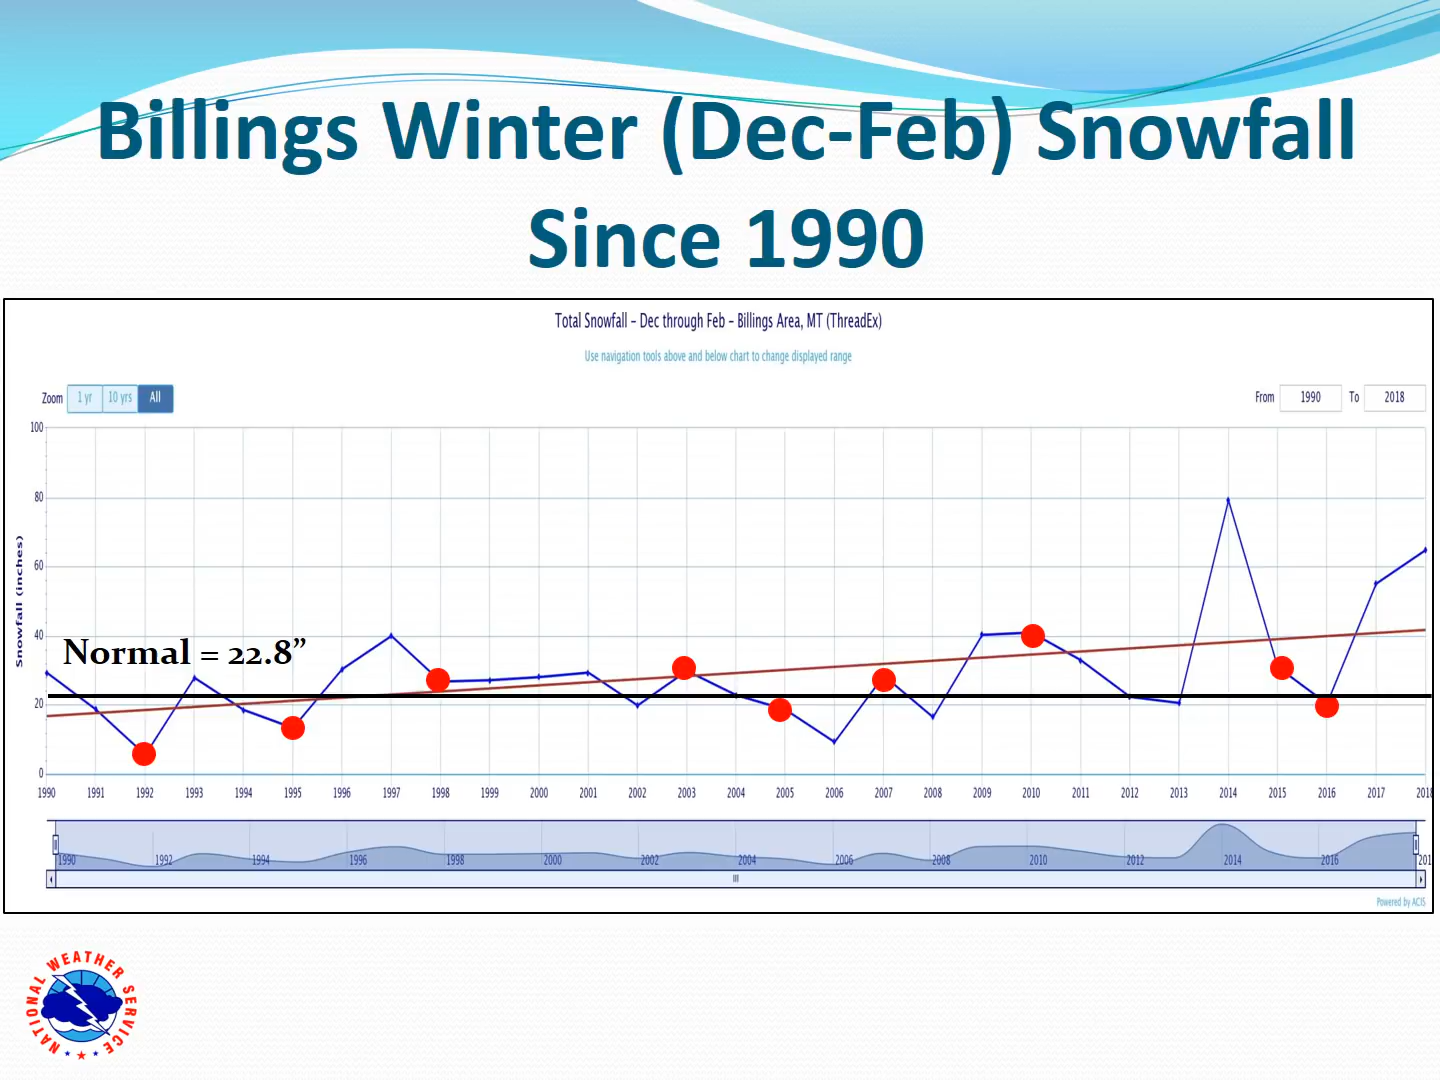 Billings Winter (Dec-Feb) Snowfall
Since 1990
Total Snowfall - Dec through Feb - Billings Area, MT (ThreadEx)
Use navigation tools above and below chart to change displayed range
Zoom 1 yr 10 yrs All From 1990 To 2018
100
80
60
40
20
0
Snowfall (inches)
Normal = 22.8”
1990 1991 1992 1993 1994 1995 1996 1997 1998 1999 2000 2001 2002 2003 2004 2005 2006 2007 2008 2009 2010 2011 2012 2013 2014 2015 2016 2017 2018
1990 1992 1994 1996 1998 2000 2002 2004 2006 2008 2010 2012 2014 2016 201
Powered by ACIS
NATIONAL WEATHER SERVICE